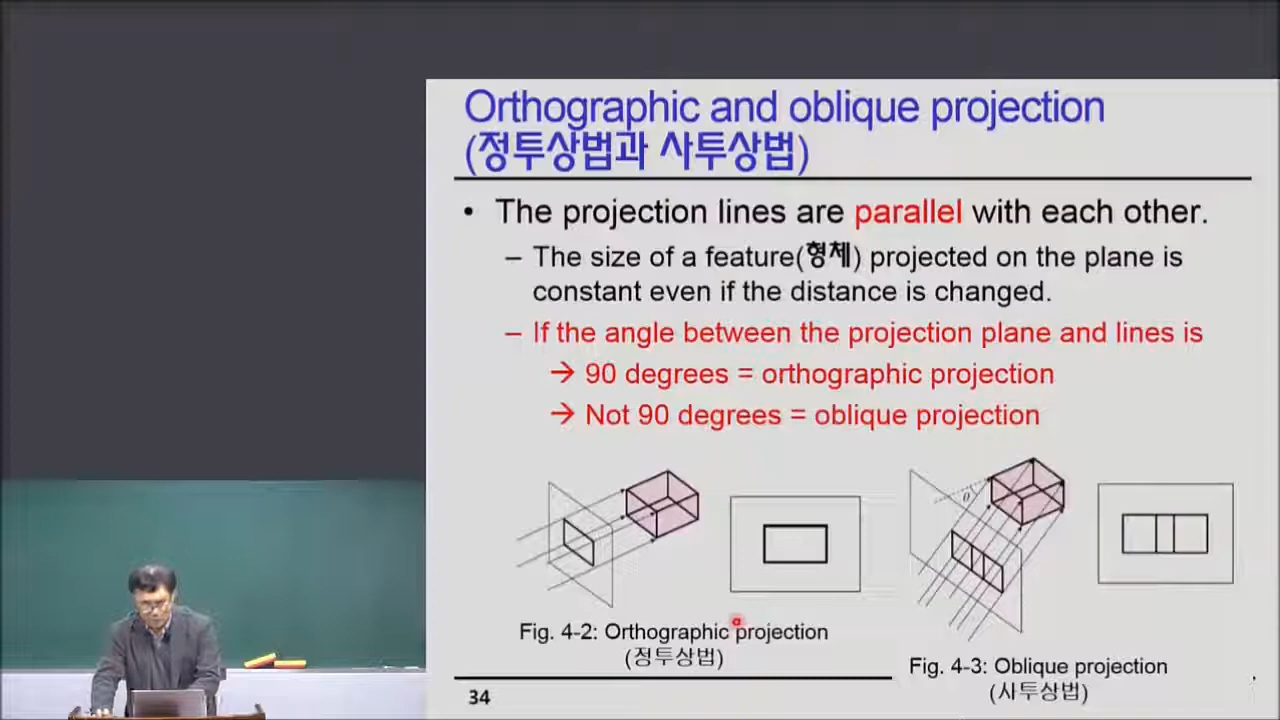 Orthographic and oblique projection
(정투상법과 사투상법)
• The projection lines are parallel with each other.
– The size of a feature(형체) projected on the plane is
constant even if the distance is changed.
– If the angle between the projection plane and lines is
→ 90 degrees = orthographic projection
→ Not 90 degrees = oblique projection
θ
Fig. 4-2: Orthographic projection
(정투상법)
Fig. 4-3: Oblique projection
(사투상법)
34